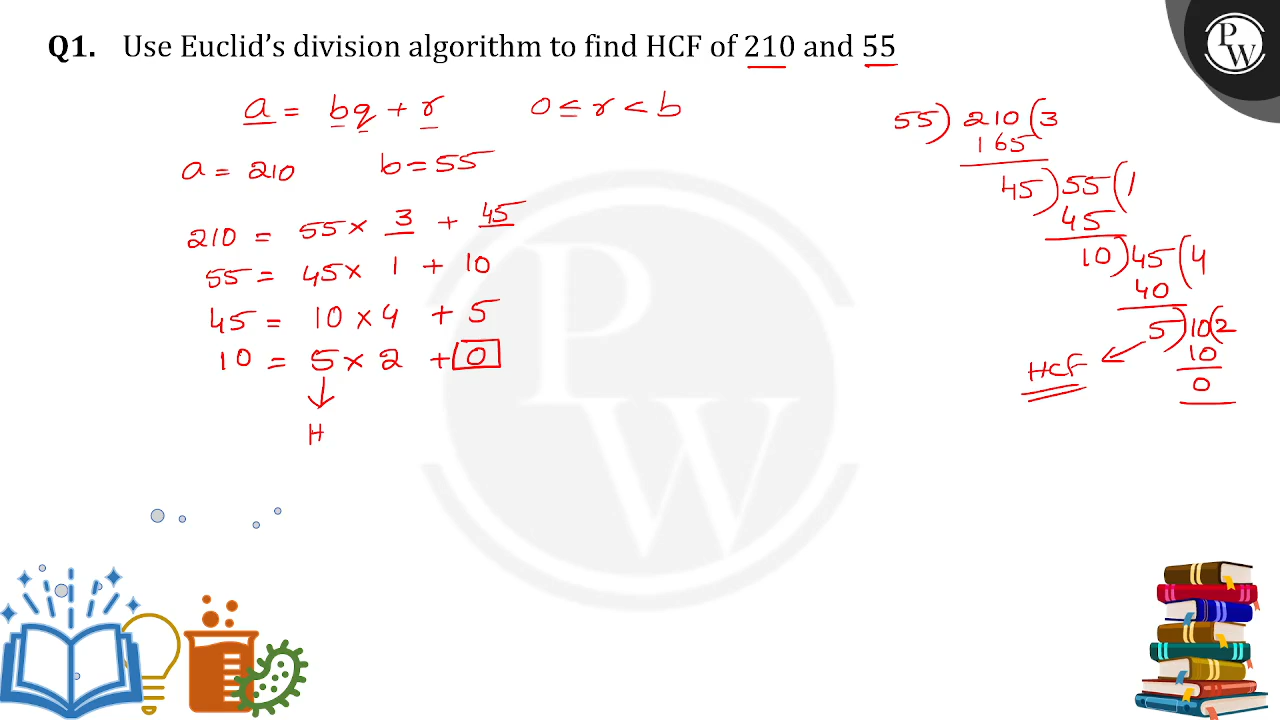 Q1. Use Euclid's division algorithm to find HCF of 210 and 55
a = bq + r 0 ≤ r < b
a = 210 b = 55
210 = 55 × 3 + 45
55 = 45 × 1 + 10
45 = 10 × 4 + 5
10 = 5 × 2 + 0
↓
H
55) 210 (3
165
45) 55 (1
45
10) 45 (4
40
5) 10 (2
HCF ← 10
0
PW
PW